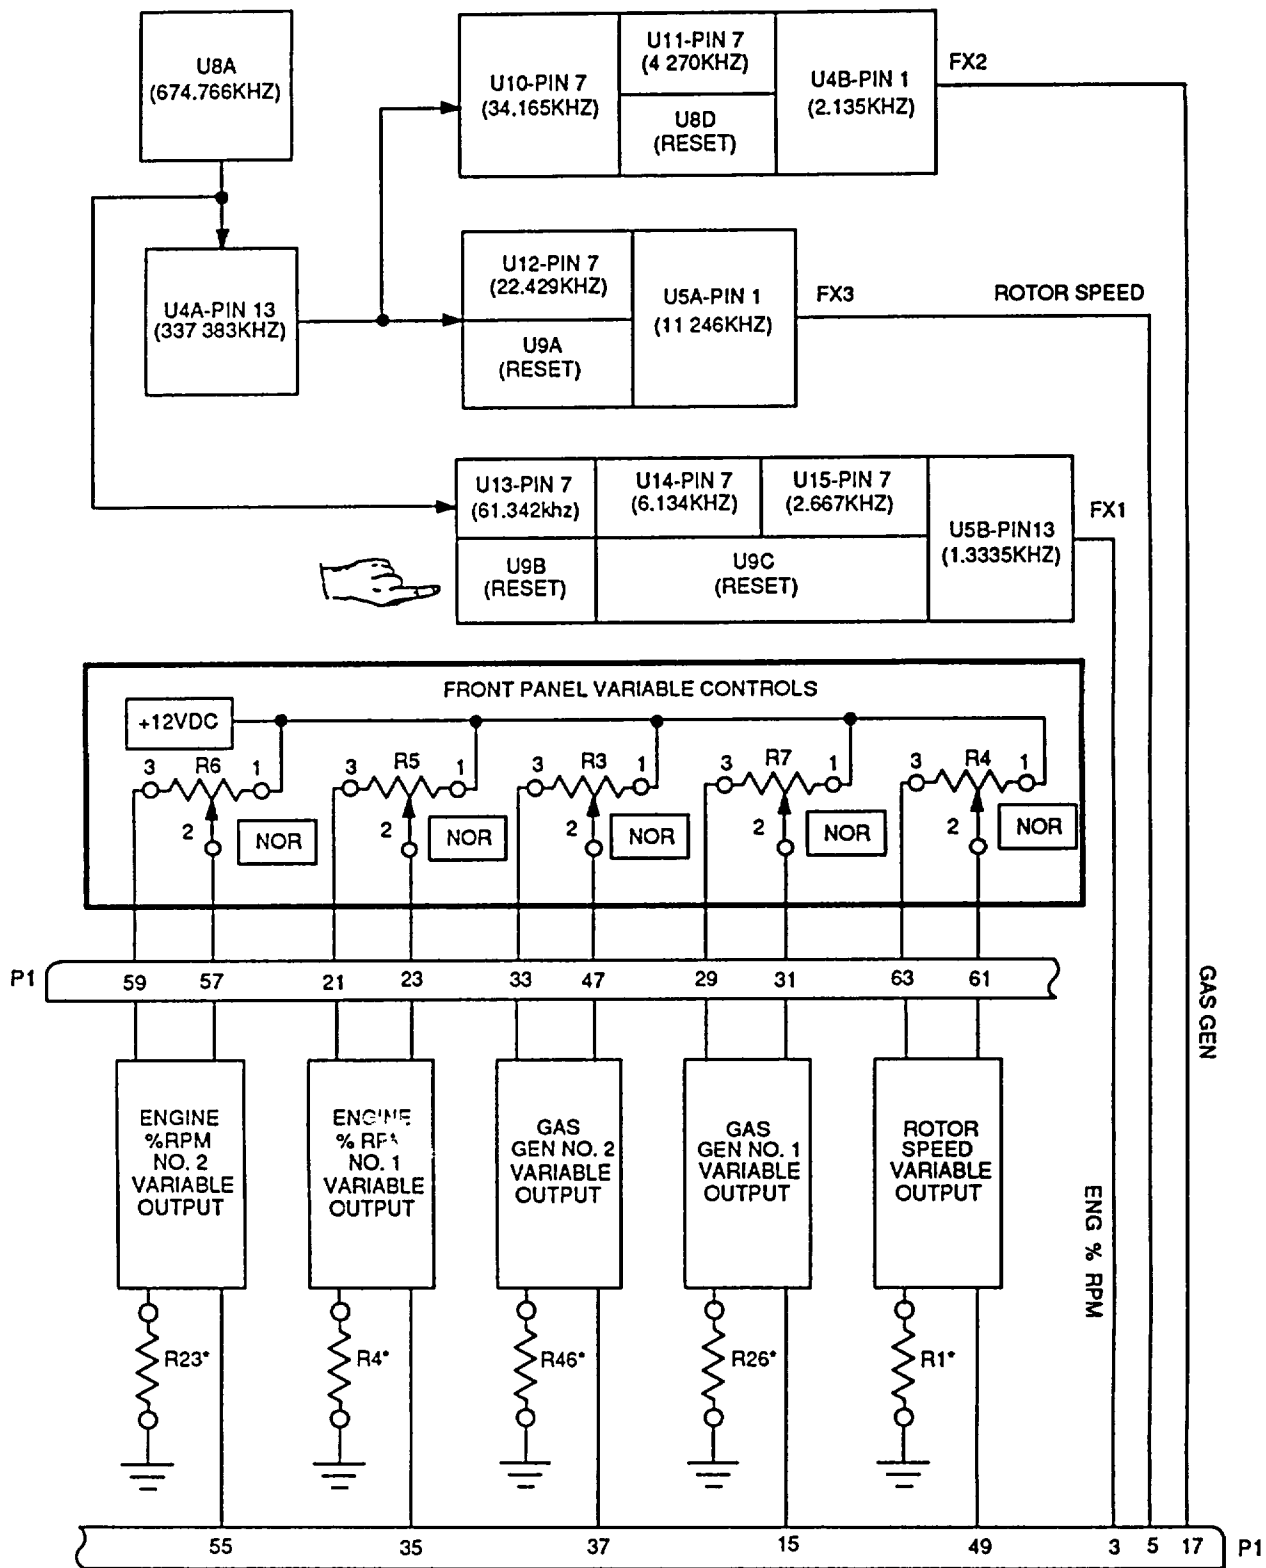 U8A
(674.766KHZ)
U10-PIN 7
(34.165KHZ)
U11-PIN 7
(4 270KHZ)
U8D
(RESET)
U4B-PIN 1
(2.135KHZ)
FX2
U4A-PIN 13
(337 383KHZ)
U12-PIN 7
(22.429KHZ)
U9A
(RESET)
U5A-PIN 1
(11 246KHZ)
FX3
ROTOR SPEED
U13-PIN 7
(61.342khz)
U14-PIN 7
(6.134KHZ)
U15-PIN 7
(2.667KHZ)
U9B
(RESET)
U9C
(RESET)
U5B-PIN13
(1.3335KHZ)
FX1
FRONT PANEL VARIABLE CONTROLS
+12VDC
3 R6 1
2 NOR
3 R5 1
2 NOR
3 R3 1
2 NOR
3 R7 1
2 NOR
3 R4 1
2 NOR
P1 59 57 21 23 33 47 29 31 63 61
GAS GEN
ENG % RPM
ENGINE
%RPM
NO. 2
VARIABLE
OUTPUT
ENGINE
%
NO. 1
VARIABLE
OUTPUT
GAS
GEN NO. 2
VARIABLE
OUTPUT
GAS
GEN NO. 1
VARIABLE
OUTPUT
ROTOR
SPEED
VARIABLE
OUTPUT
R23*
R4*
R46*
R26*
R1*
55 35 37 15 49 3 5 17 P1